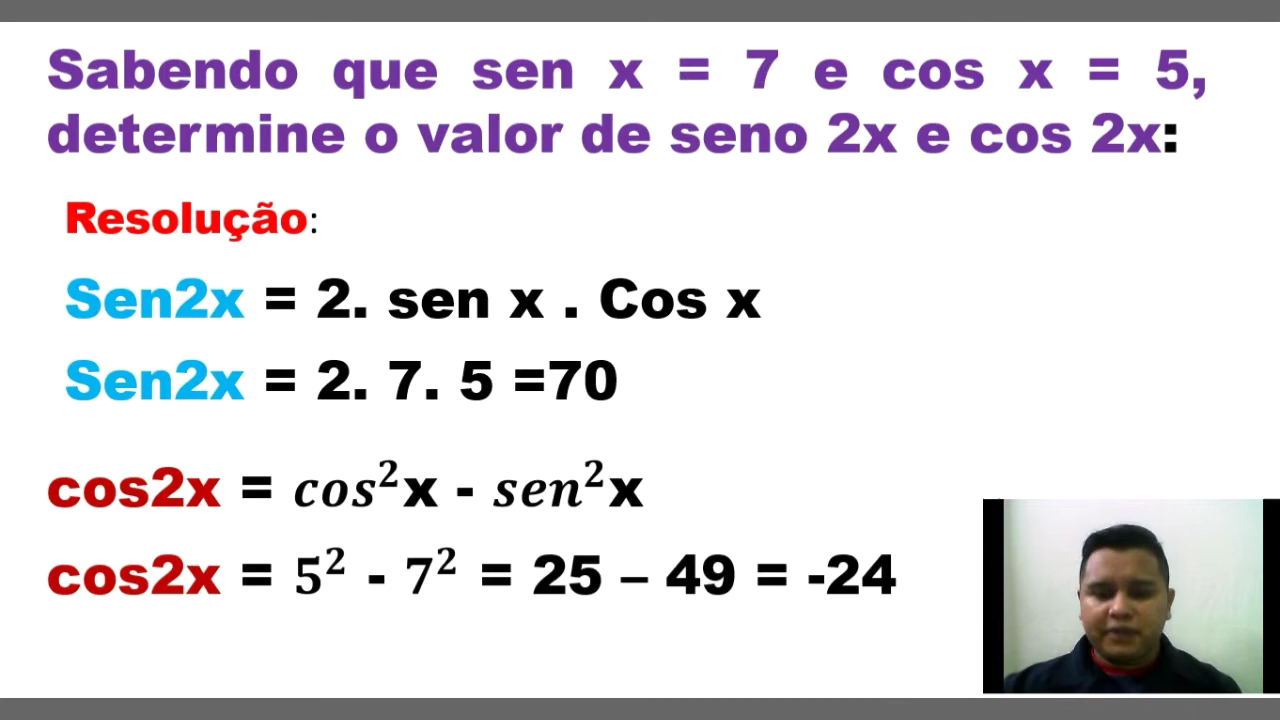 Sabendo que sen x = 7 e cos x = 5,
determine o valor de seno 2x e cos 2x:
Resolução:
Sen2x = 2. sen x . Cos x
Sen2x = 2. 7. 5 =70
cos2x = cos²x - sen²x
cos2x = 5² - 7² = 25 – 49 = -24